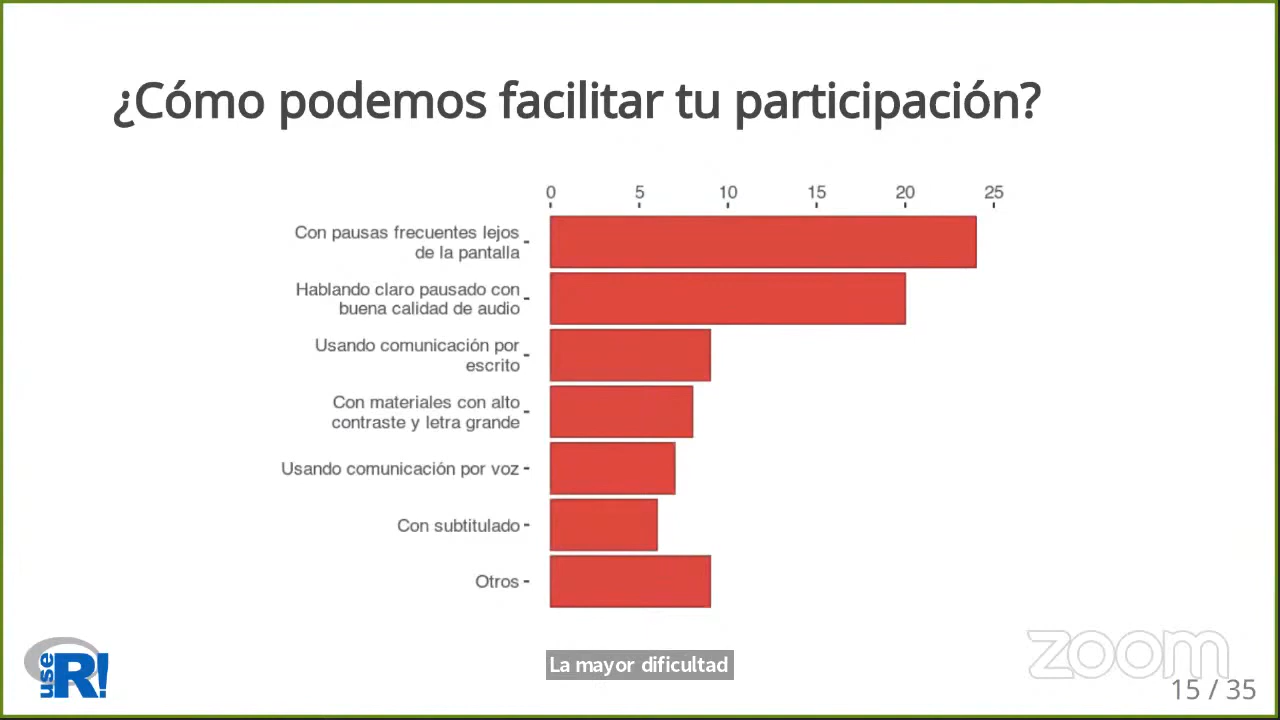 ¿Cómo podemos facilitar tu participación?
0 5 10 15 20 25
Con pausas frecuentes lejos
de la pantalla
Hablando claro pausado con
buena calidad de audio
Usando comunicación por
escrito
Con materiales con alto
contraste y letra grande
Usando comunicación por voz
Con subtitulado
Otros
use R!
La mayor dificultad
zoom
15 / 35